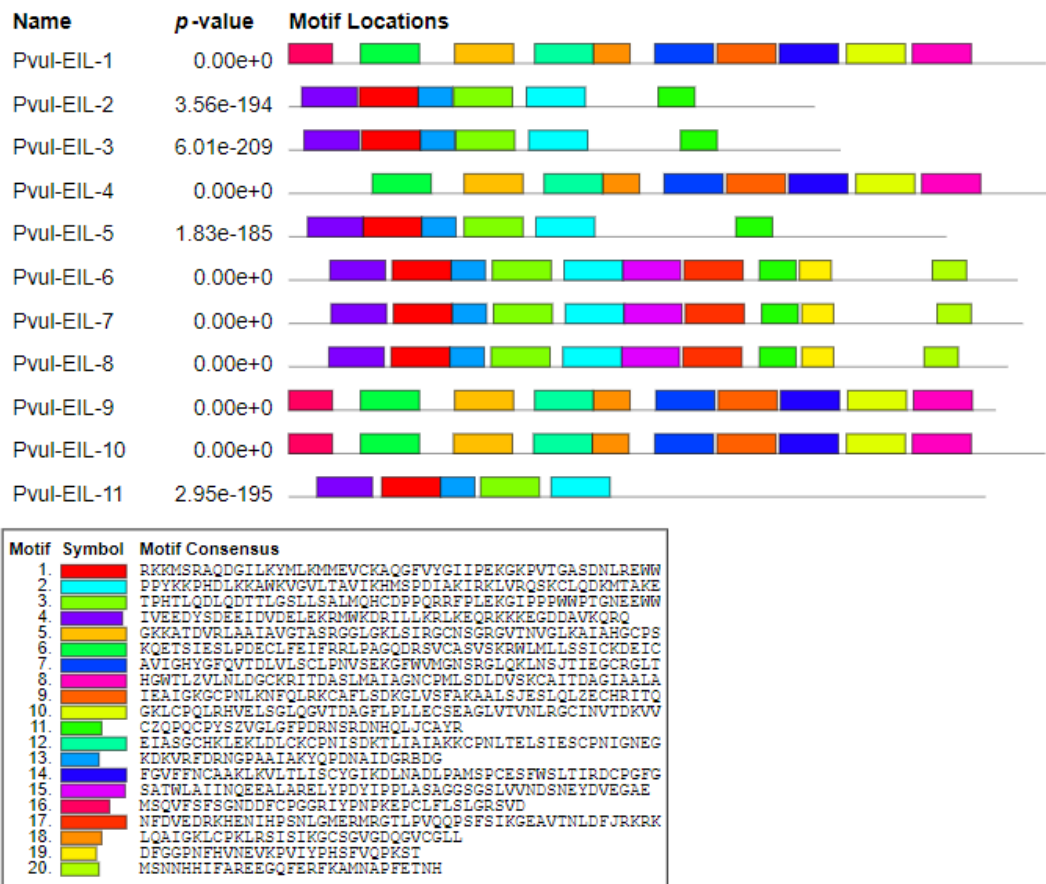 Name p-value Motif Locations
Pvul-EIL-1 0.00e+0
Pvul-EIL-2 3.56e-194
Pvul-EIL-3 6.01e-209
Pvul-EIL-4 0.00e+0
Pvul-EIL-5 1.83e-185
Pvul-EIL-6 0.00e+0
Pvul-EIL-7 0.00e+0
Pvul-EIL-8 0.00e+0
Pvul-EIL-9 0.00e+0
Pvul-EIL-10 0.00e+0
Pvul-EIL-11 2.95e-195
Motif Symbol Motif Consensus
1. RKKMSRAQDGILKYMLKMMEVCKAQGFVYGIIPEKGKPVTGASDNLREWW
2. PPYKKPHDLKKAWKVGVLTAVIKHMSPDIAKIRKLVRQSKCLQDKMTAKE
3. TPHTLQDLQDTTLGSLLSALMQHCDPPQRRFPLEKGIPPPWWPTGNEEWW
4. IVEEDYSDEEIDVDELEKRMWKDRILLKRLKEQRKKKEGDDAVKQRQ
5. GKKATDVRLAAIAVGTASRGGLGKLSIRGCNSGRGVTNVGLKAIAHGCPS
6. KQETSIESLPDECLFEIFRRLPAGQDRSVCASVSKRWLMLLSSICKDEIC
7. AVIGHYGFQVTDLVLSCLPNVSEKGFWVMGNSRGLQKLNSJTIEGCRGLT
8. HGWTLZVLNLDGCKRITDASLMAIAGNCPMLSDLDVSKCAITDAGIAALA
9. IEAIGKGCPNLKNFQLRKCAFLSDKGLVSFAKAALSJESLQLZECHRITQ
10. GKLCPQLRHVELSGLQGVTDAGFLPLLECSEAGLVTVNLRGCINVTDKVV
11. CZQPQCPYSZVGLGFPDRNSRDNHQLJCAYR
12. EIASGCHKLEKLDLCKCPNISDKTLIAIAKKCPNLTELSIESCPNIGNEG
13. KDKVRFDRNGPAAIAKYQPDNAIDGRBDG
14. FGVFFNCAAKLKVLTLISCYGIKDLNADLPAMSPCESFWSLTIRDCPGFG
15. SATWLAIINQEEALARELYPDYIPPLASAGGSGSLVVNDSNEYDVEGAE
16. MSQVFSFSGNDDFCPGGRIYPNPKEPCLFLSLGRSVD
17. NFDVEDRKHENIHPSNLGMERMRGTLPVQQPSFSIKGEAVTNLDFJRKRK
18. LQAIGKLCPKLRSISIKGCSGVGDQGVCGLL
19. DFGGPNFHVNEVKPVIYPHSFVQPKST
20. MSNNHHIFAREEGQFERFKAMNAPFETNH